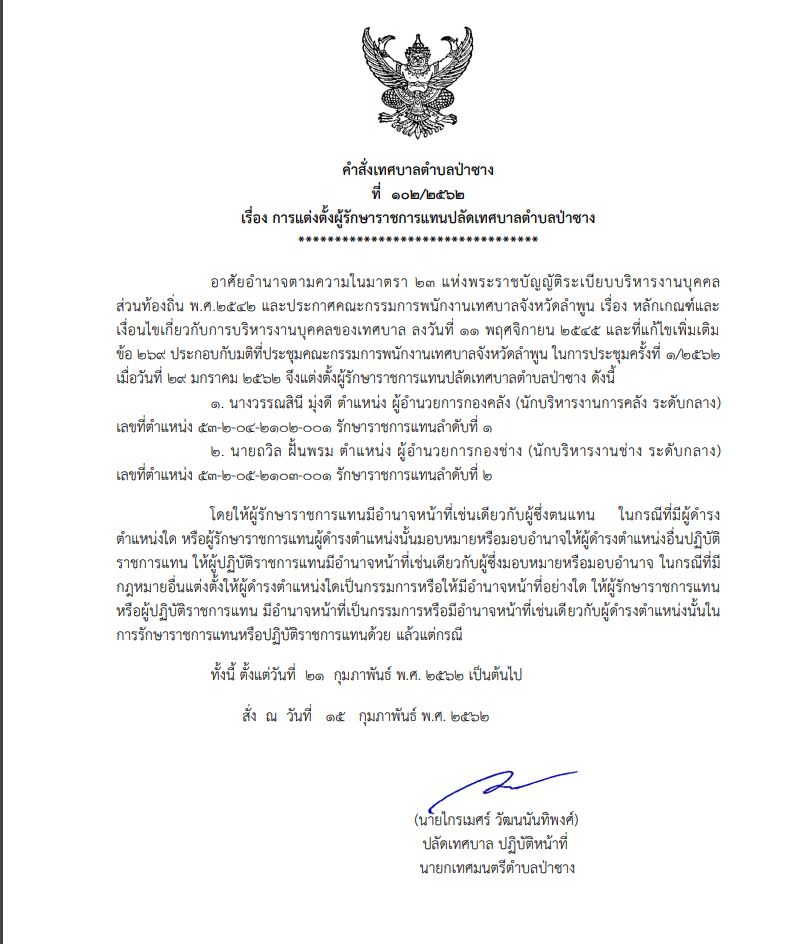 คำสั่งเทศบาลตำบลป่าซาง
ที่ ๑๐๒/๒๕๖๒
เรื่อง การแต่งตั้งผู้รักษาราชการแทนปลัดเทศบาลตำบลป่าซาง
*********************************
อาศัยอำนาจตามความในมาตรา ๒๓ แห่งพระราชบัญญัติระเบียบบริหารงานบุคคล
ส่วนท้องถิ่น พ.ศ.๒๕๔๒ และประกาศคณะกรรมการพนักงานเทศบาลจังหวัดลำพูน เรื่อง หลักเกณฑ์และ
เงื่อนไขเกี่ยวกับการบริหารงานบุคคลของเทศบาล ลงวันที่ ๑๑ พฤศจิกายน ๒๕๔๕ และที่แก้ไขเพิ่มเติม
ข้อ ๒๖๙ ประกอบกับมติที่ประชุมคณะกรรมการพนักงานเทศบาลจังหวัดลำพูน ในการประชุมครั้งที่ ๑/๒๕๖๒
เมื่อวันที่ ๒๙ มกราคม ๒๕๖๒ จึงแต่งตั้งผู้รักษาราชการแทนปลัดเทศบาลตำบลป่าซาง ดังนี้
๑. นางวรรณสินี มุ่งดี ตำแหน่ง ผู้อำนวยการกองคลัง (นักบริหารงานการคลัง ระดับกลาง)
เลขที่ตำแหน่ง ๕๓-๒-๐๔-๒๑๐๒-๐๐๑ รักษาราชการแทนลำดับที่ ๑
๒. นายถวิล ฝั้นพรม ตำแหน่ง ผู้อำนวยการกองช่าง (นักบริหารงานช่าง ระดับกลาง)
เลขที่ตำแหน่ง ๕๓-๒-๐๕-๒๑๐๓-๐๐๑ รักษาราชการแทนลำดับที่ ๒
โดยให้ผู้รักษาราชการแทนมีอำนาจหน้าที่เช่นเดียวกับผู้ซึ่งตนแทน ในกรณีที่มีผู้ดำรง
ตำแหน่งใด หรือผู้รักษาราชการแทนผู้ดำรงตำแหน่งนั้นมอบหมายหรือมอบอำนาจให้ผู้ดำรงตำแหน่งอื่นปฏิบัติ
ราชการแทน ให้ผู้ปฏิบัติราชการแทนมีอำนาจหน้าที่เช่นเดียวกับผู้ซึ่งมอบหมายหรือมอบอำนาจ ในกรณีที่มี
กฎหมายอื่นแต่งตั้งให้ผู้ดำรงตำแหน่งใดเป็นกรรมการหรือให้มีอำนาจหน้าที่อย่างใด ให้ผู้รักษาราชการแทน
หรือผู้ปฏิบัติราชการแทน มีอำนาจหน้าที่เป็นกรรมการหรือมีอำนาจหน้าที่เช่นเดียวกับผู้ดำรงตำแหน่งนั้นใน
การรักษาราชการแทนหรือปฏิบัติราชการแทนด้วย แล้วแต่กรณี
ทั้งนี้ ตั้งแต่วันที่ ๒๑ กุมภาพันธ์ พ.ศ. ๒๕๖๒ เป็นต้นไป
สั่ง ณ วันที่ ๑๕ กุมภาพันธ์ พ.ศ. ๒๕๖๒
(นายไกรเมศร์ วัฒนนันทิพงศ์)
ปลัดเทศบาล ปฏิบัติหน้าที่
นายกเทศมนตรีตำบลป่าซาง